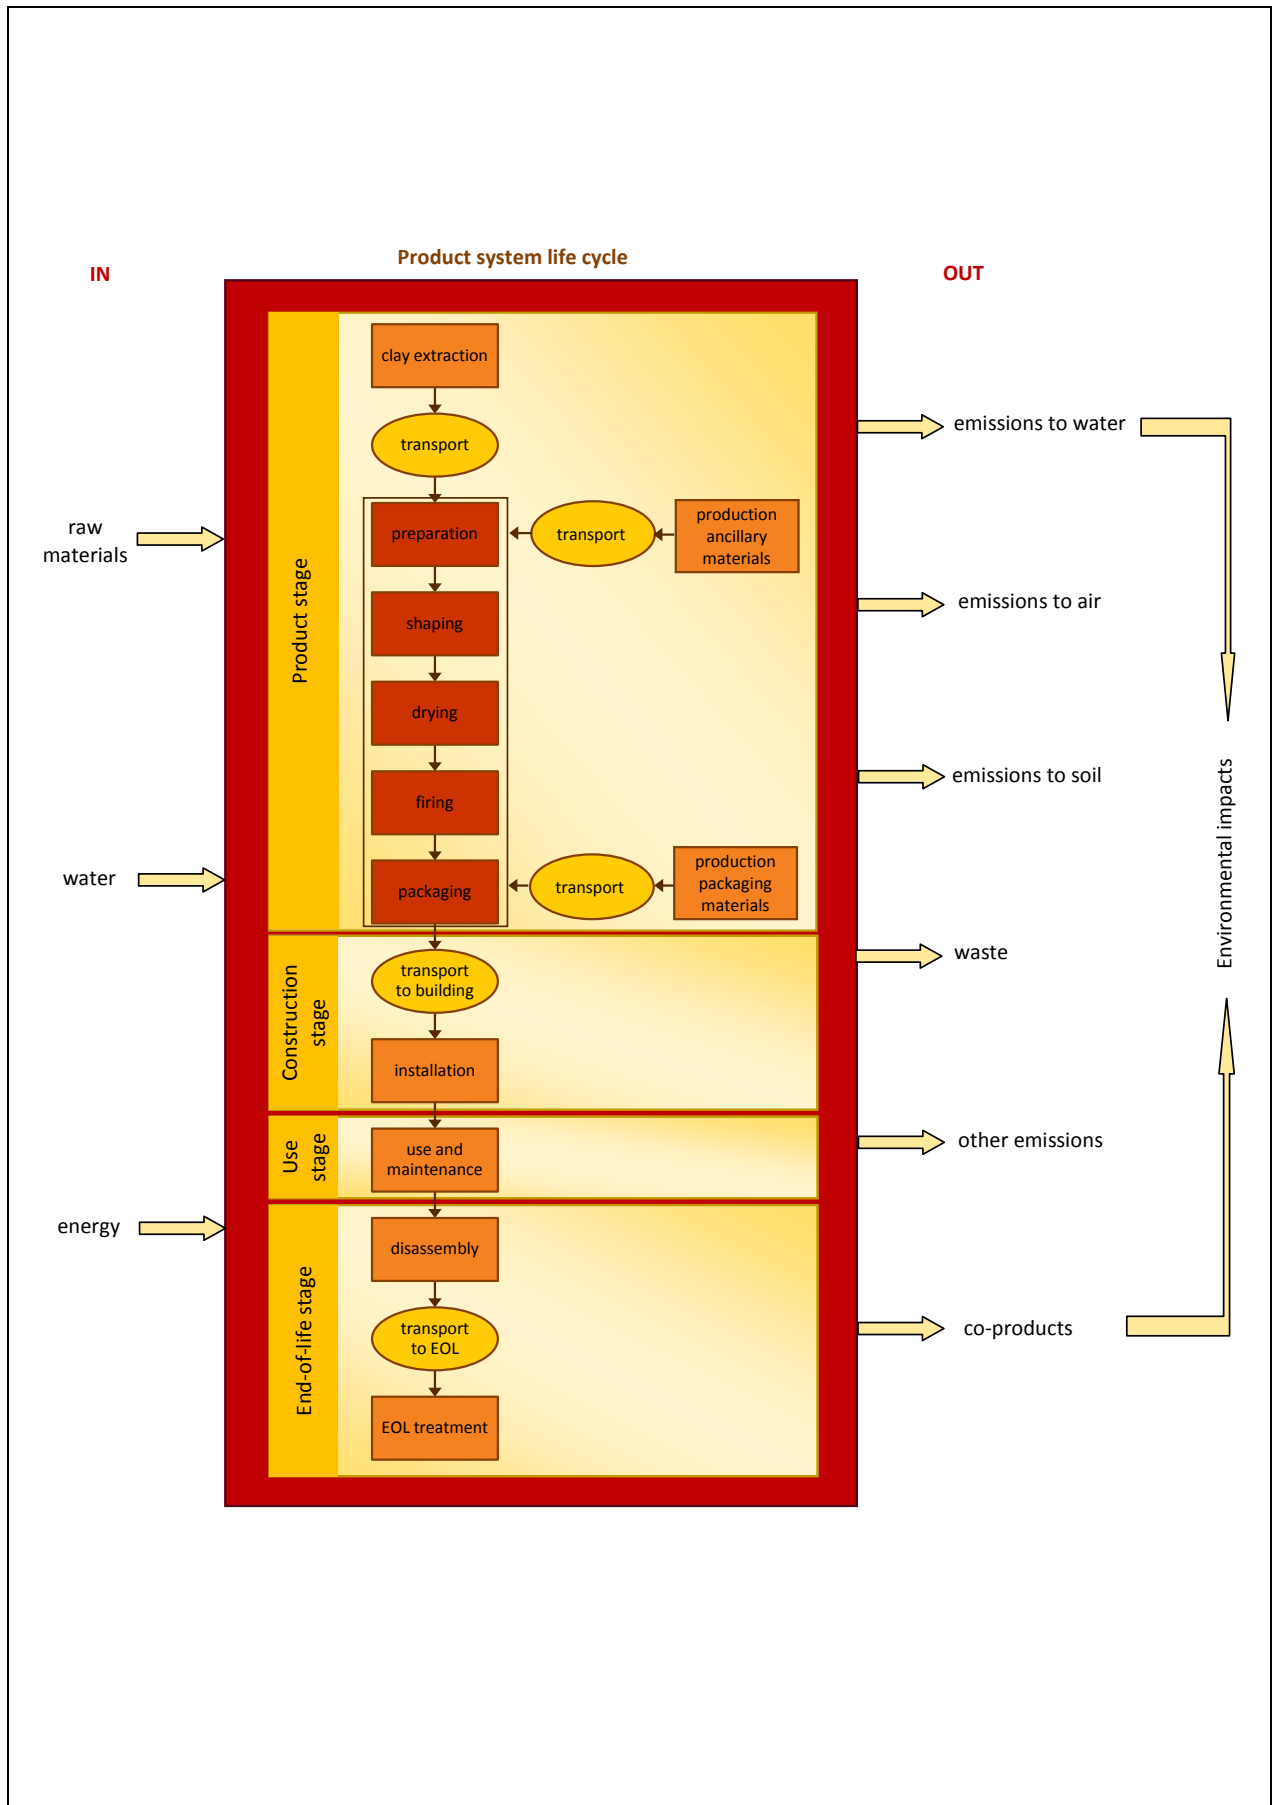 Product system life cycle
IN
OUT
raw
materials
water
energy
Product stage
clay extraction
transport
preparation
transport
production
ancillary
materials
shaping
drying
firing
packaging
transport
production
packaging
materials
Construction
stage
transport
to building
installation
Use
stage
use and
maintenance
End-of-life stage
disassembly
transport
to EOL
EOL treatment
emissions to water
emissions to air
emissions to soil
waste
other emissions
co-products
Environmental impacts